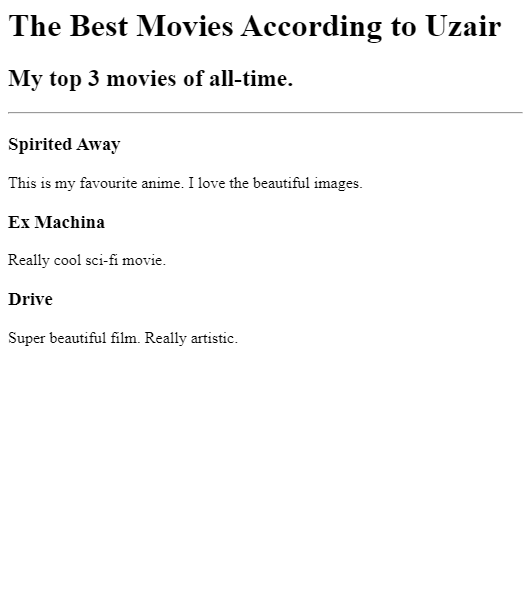 The Best Movies According to Uzair
My top 3 movies of all-time.
Spirited Away
This is my favourite anime. I love the beautiful images.
Ex Machina
Really cool sci-fi movie.
Drive
Super beautiful film. Really artistic.